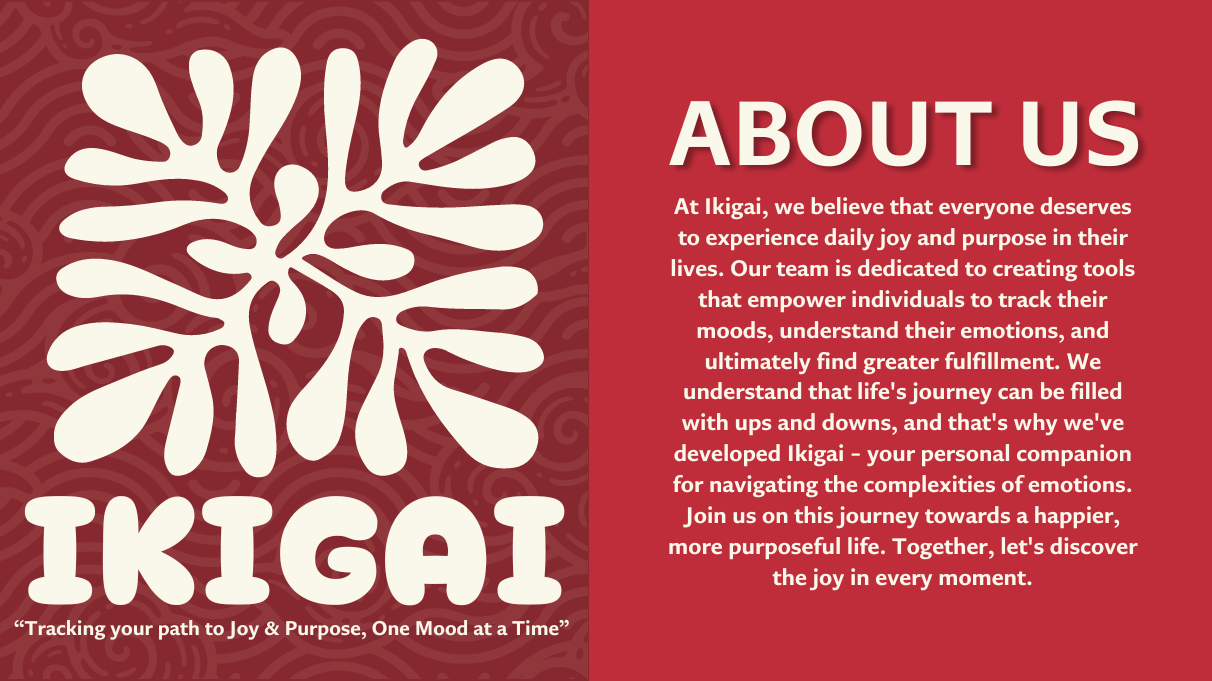 IKIGAI
“Tracking your path to Joy & Purpose, One Mood at a Time”
ABOUT US
At Ikigai, we believe that everyone deserves
to experience daily joy and purpose in their
lives. Our team is dedicated to creating tools
that empower individuals to track their
moods, understand their emotions, and
ultimately find greater fulfillment. We
understand that life's journey can be filled
with ups and downs, and that's why we've
developed Ikigai – your personal companion
for navigating the complexities of emotions.
Join us on this journey towards a happier,
more purposeful life. Together, let's discover
the joy in every moment.